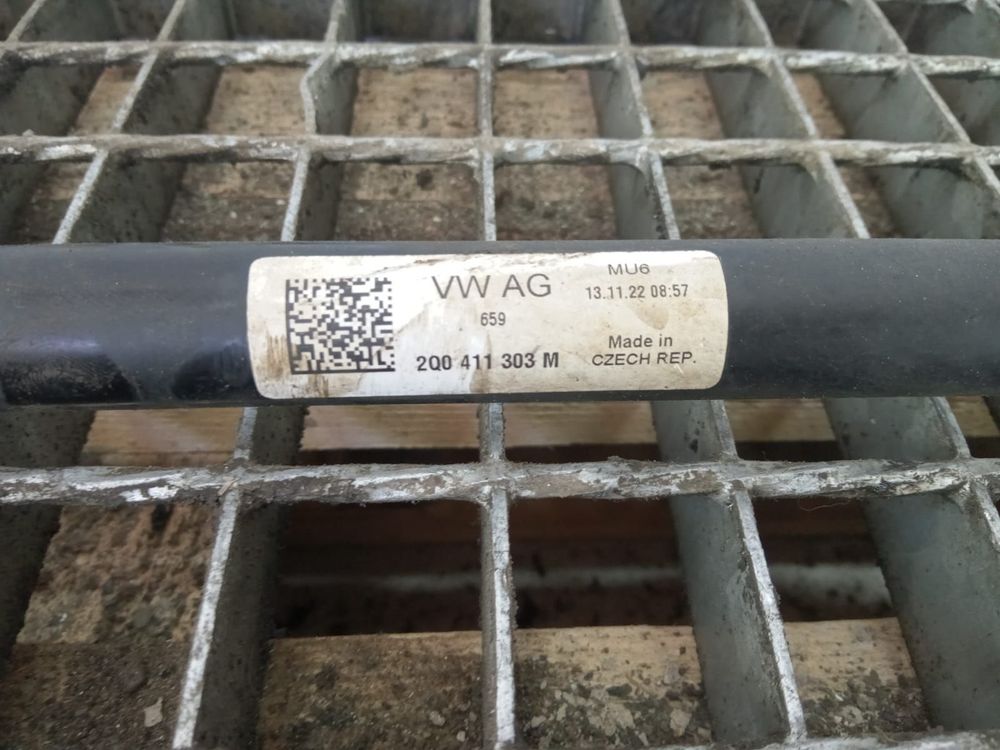 VW AG
659
2Q0 411 303 M
MU6
13.11.22 08:57
Made in
CZECH REP.